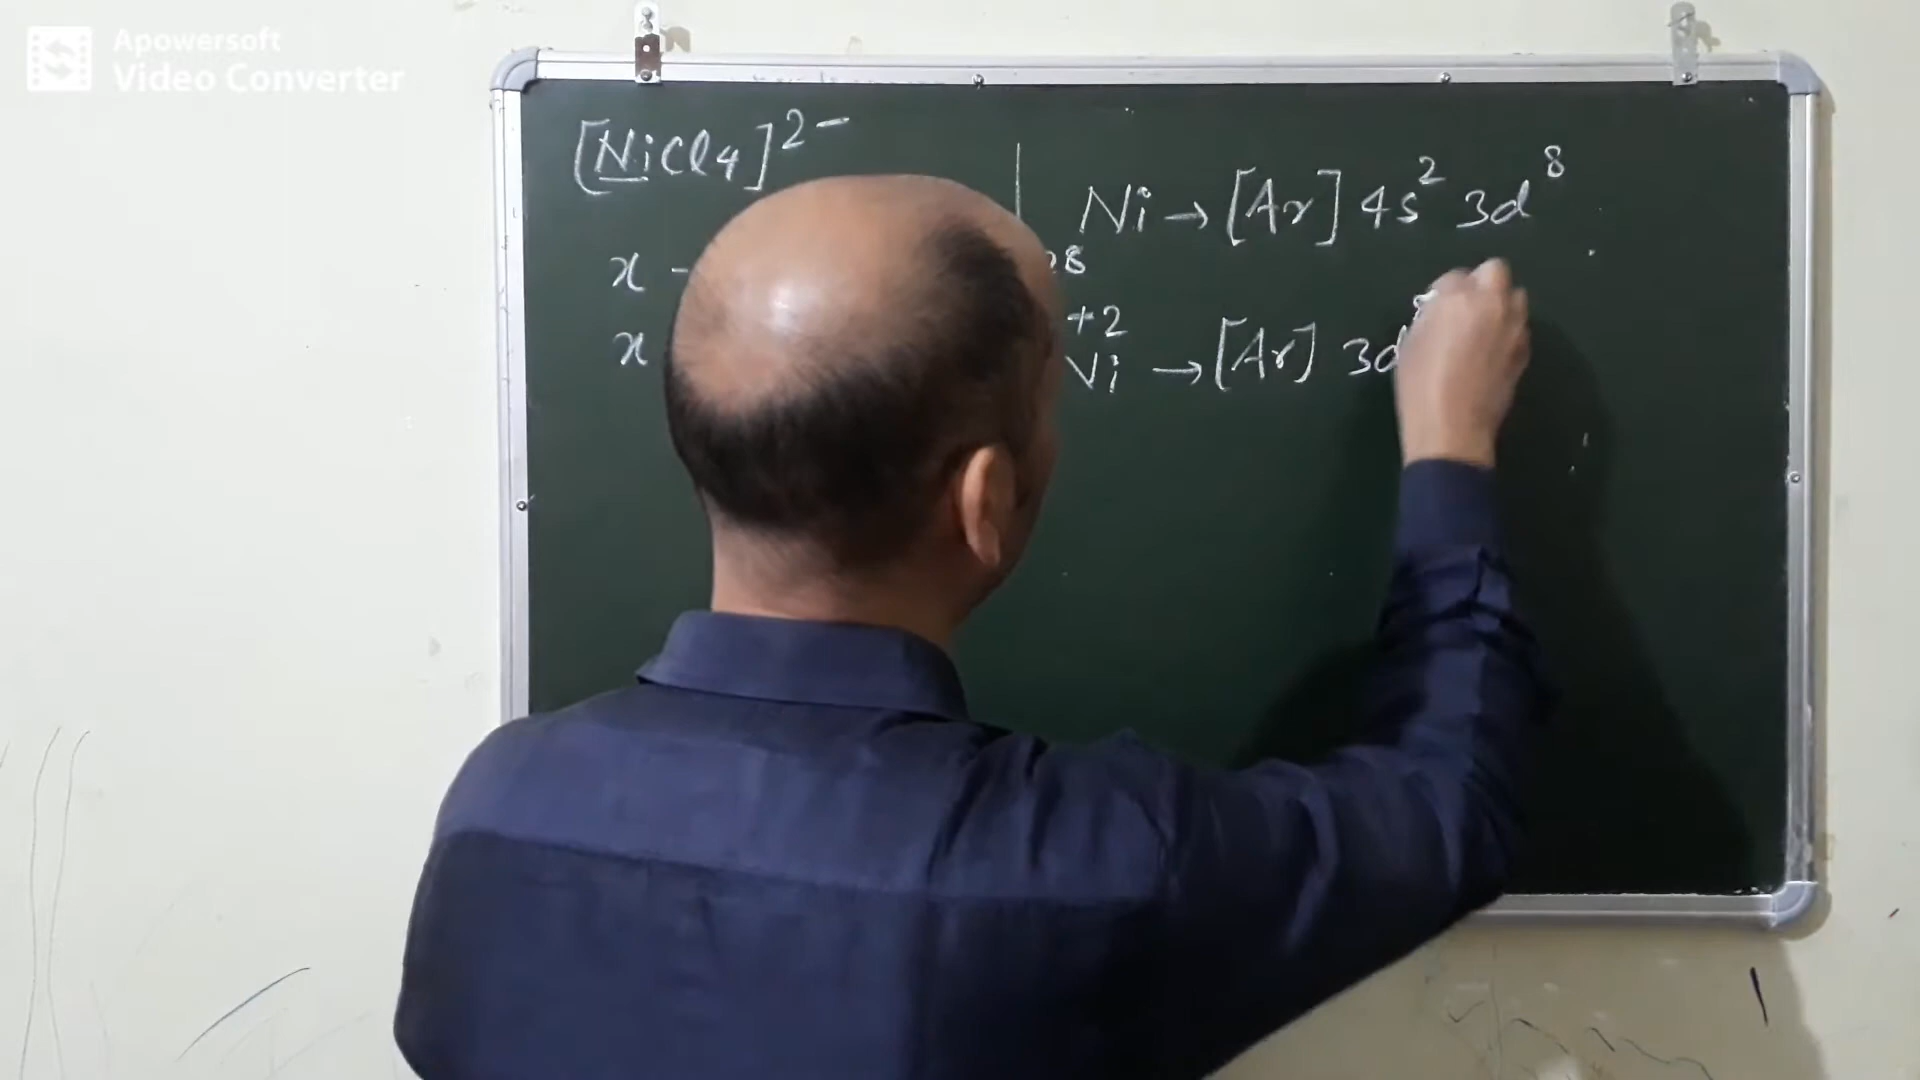 Apowersoft
Video Converter
[NiCl4]2-
x -
x
Ni → [Ar] 4s2 3d8
28
+2
Ni → [Ar] 3d